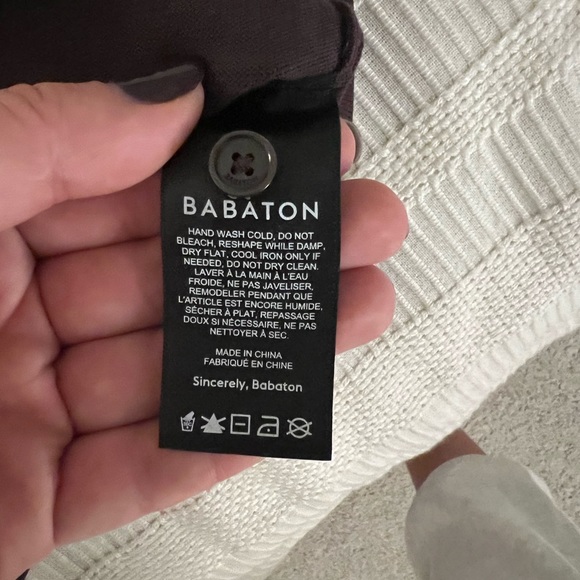 BABATON
HAND WASH COLD, DO NOT
BLEACH, RESHAPE WHILE DAMP,
DRY FLAT, COOL IRON ONLY IF
NEEDED, DO NOT DRY CLEAN.
LAVER À LA MAIN À L'EAU
FROIDE, NE PAS JAVELISER,
REMODELER PENDANT QUE
L'ARTICLE EST ENCORE HUMIDE,
SÉCHER À PLAT, REPASSAGE
DOUX SI NÉCESSAIRE, NE PAS
NETTOYER À SEC.
MADE IN CHINA
FABRIQUÉ EN CHINE
Sincerely, Babaton